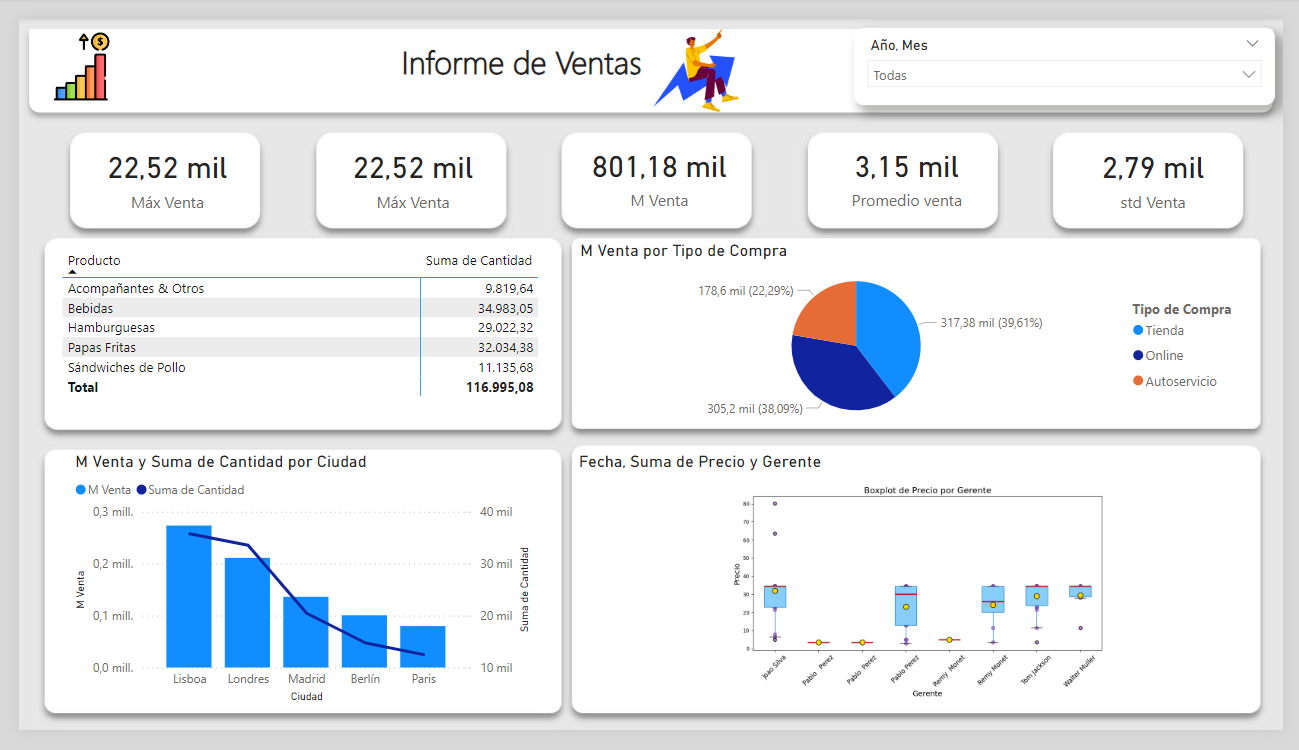 $
Informe de Ventas
Año, Mes
Todas
22,52 mil
Máx Venta
22,52 mil
Máx Venta
801,18 mil
M Venta
3,15 mil
Promedio venta
2,79 mil
std Venta
Producto Suma de Cantidad
Acompañantes & Otros 9.819,64
Bebidas 34.983,05
Hamburguesas 29.022,32
Papas Fritas 32.034,38
Sándwiches de Pollo 11.135,68
Total 116.995,08
M Venta por Tipo de Compra
178,6 mil (22,29%)
317,38 mil (39,61%)
305,2 mil (38,09%)
Tipo de Compra
Tienda
Online
Autoservicio
M Venta y Suma de Cantidad por Ciudad
M Venta Suma de Cantidad
0,3 mill. 40 mil
0,2 mill. 30 mil
0,1 mill. 20 mil
0,0 mill. 10 mil
M Venta
Suma de Cantidad
Lisboa Londres Madrid Berlín Paris
Ciudad
Fecha, Suma de Precio y Gerente
Boxplot de Precio por Gerente
80
70
60
50
40
30
20
10
0
Precio
Joao Silva Pablo Perez Pablo Perez Pablo Perez Remy Monet Remy Monet Tom Jackson Walter Muller
Gerente